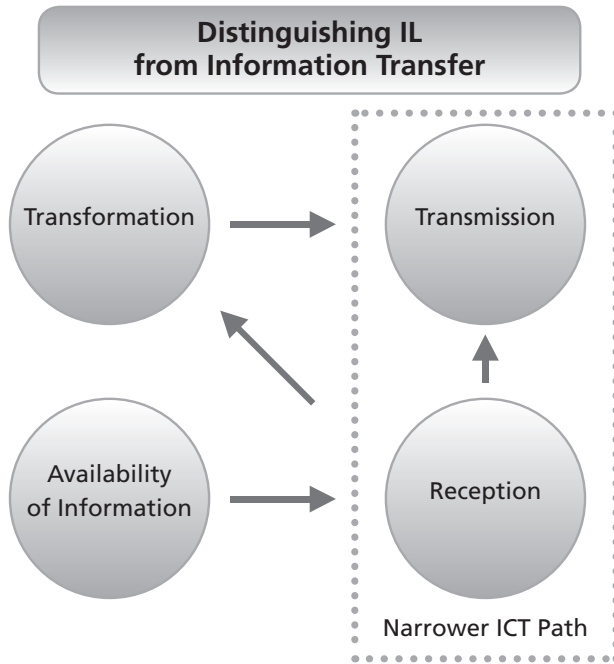 Distinguishing IL
from Information Transfer
Transformation
Transmission
Availability
of Information
Reception
Narrower ICT Path